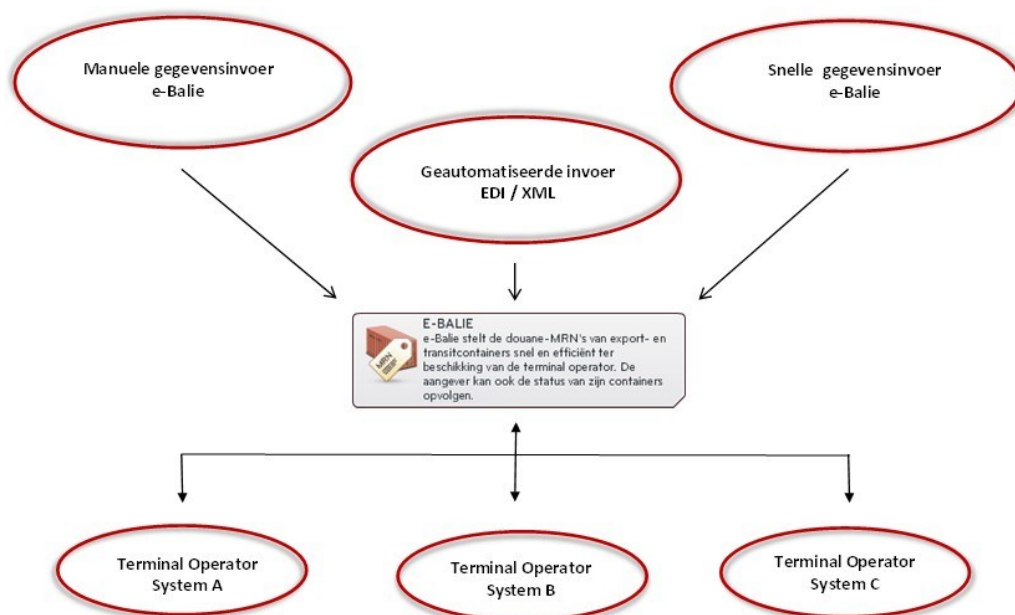 Manuele gegevensinvoer
e-Balie
Snelle  gegevensinvoer
e-Balie
Geautomatiseerde invoer
EDI / XML
MRN
E-BALIE
e-Balie stelt de douane-MRN's van export- en
transitcontainers snel en efficiënt ter
beschikking van de terminal operator. De
aangever kan ook de status van zijn containers
opvolgen.
Terminal Operator
System A
Terminal Operator
System B
Terminal Operator
System C